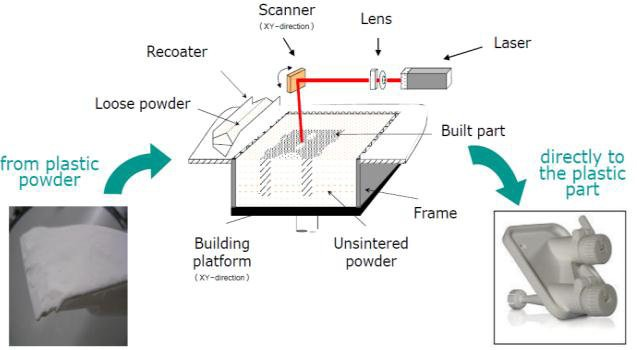 Scanner
(XY-direction)
Lens
Laser
Recoater
Loose powder
Built part
from plastic
powder
directly to
the plastic
part
Frame
Building
platform
(XY-direction)
Unsintered
powder